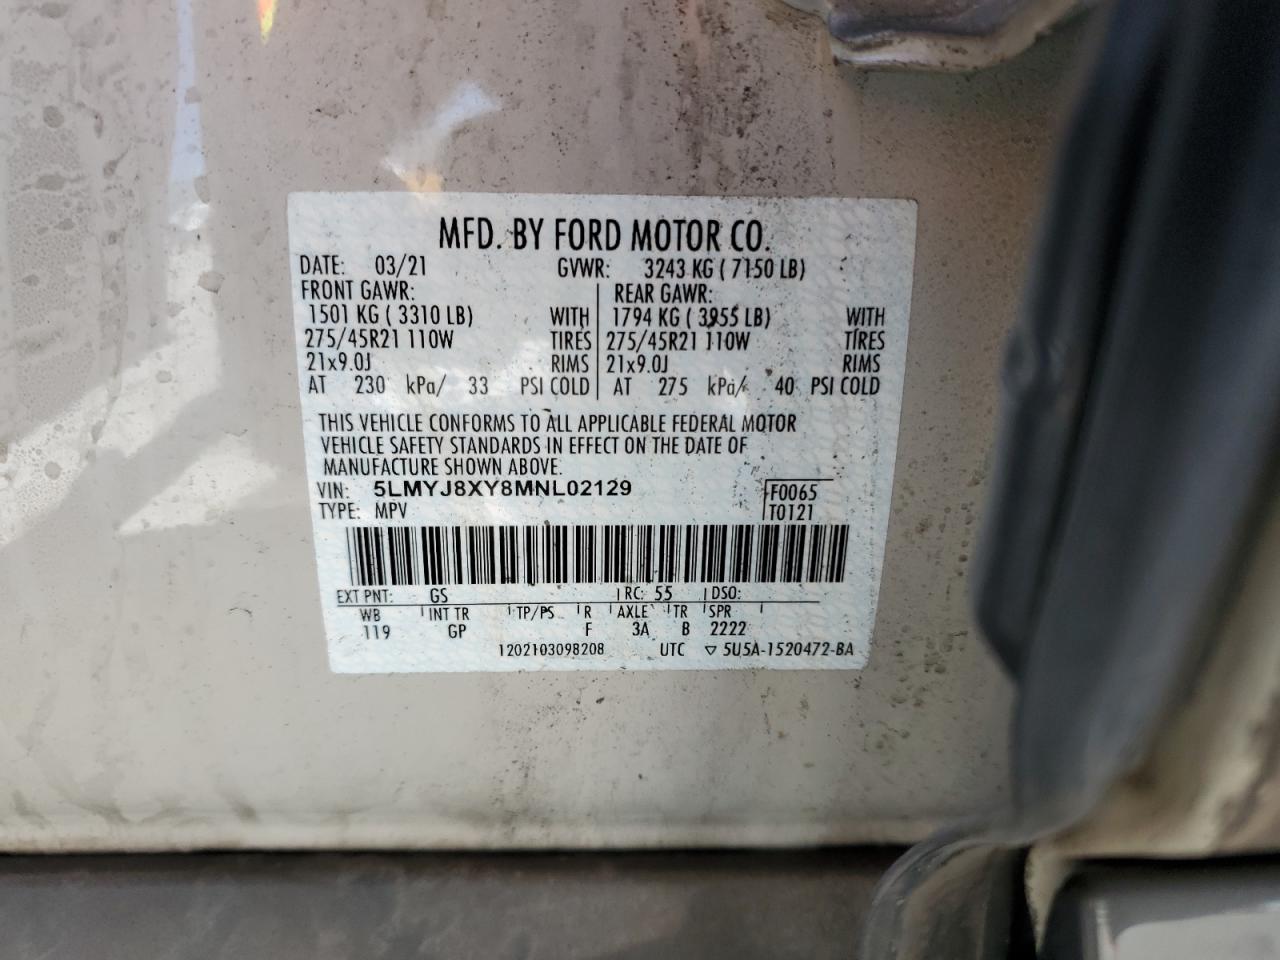 MFD. BY FORD MOTOR CO.
DATE: 03/21 GVWR: 3243 KG ( 7150 LB)
FRONT GAWR: REAR GAWR:
1501 KG ( 3310 LB) WITH 1794 KG ( 3955 LB) WITH
275/45R21 110W TIRES 275/45R21 110W TIRES
21x9.0J RIMS 21x9.0J RIMS
AT 230 kPa/ 33 PSI COLD AT 275 kPa/ 40 PSI COLD
THIS VEHICLE CONFORMS TO ALL APPLICABLE FEDERAL MOTOR
VEHICLE SAFETY STANDARDS IN EFFECT ON THE DATE OF
MANUFACTURE SHOWN ABOVE.
VIN: 5LMYJ8XY8MNL02129 F0065
TYPE: MPV T0121
EXT PNT: GS RC: 55 DSO:
WB INT TR TP/PS R AXLE TR SPR
119 GP F 3A B 2222
1202103098208 UTC ▽ 5U5A-1520472-BA